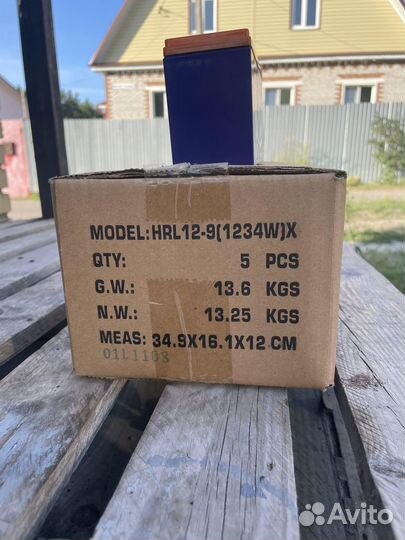 MODEL: HRL12-9(1234W)X
QTY: 5 PCS
G.W.: 13.6 KGS
N.W.: 13.25 KGS
MEAS: 34.9X16.1X12 CM
Avito